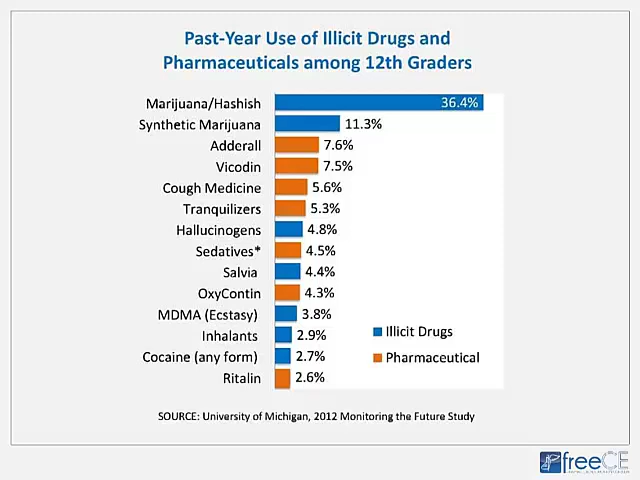 Past-Year Use of Illicit Drugs and
Pharmaceuticals among 12th Graders
Marijuana/Hashish 36.4%
Synthetic Marijuana 11.3%
Adderall 7.6%
Vicodin 7.5%
Cough Medicine 5.6%
Tranquilizers 5.3%
Hallucinogens 4.8%
Sedatives* 4.5%
Salvia 4.4%
OxyContin 4.3%
MDMA (Ecstasy) 3.8%
Inhalants 2.9%
Cocaine (any form) 2.7%
Ritalin 2.6%
Illicit Drugs
Pharmaceutical
SOURCE: University of Michigan, 2012 Monitoring the Future Study
freeCE